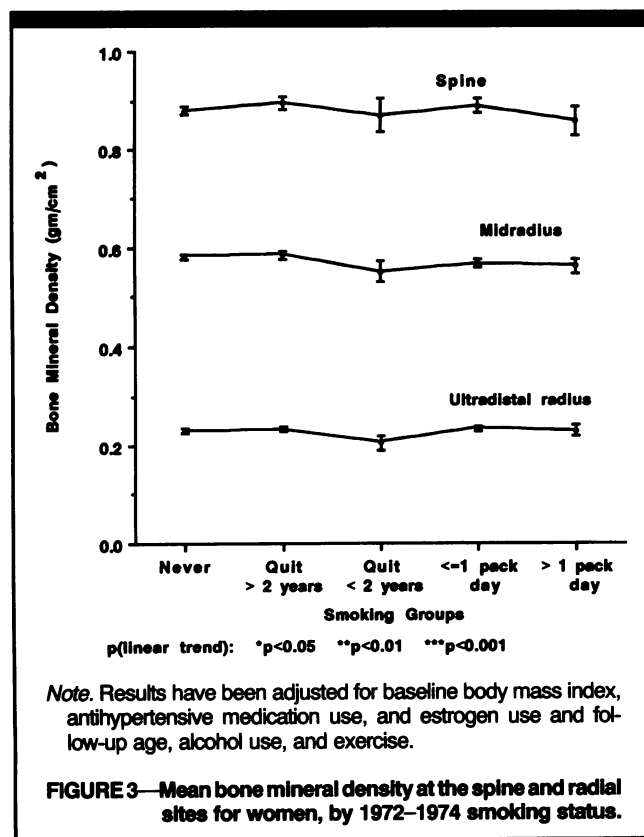 1.0
0.8
0.6
0.4
0.2
0.0
Bone Mineral Density (gm/cm²)
Spine
Midradius
Ultradistal radius
Never Quit Quit <=1 pack > 1 pack
> 2 years < 2 years day day
Smoking Groups
p(linear trend): *p<0.05 **p<0.01 ***p<0.001
Note. Results have been adjusted for baseline body mass index,
antihypertensive medication use, and estrogen use and fol-
low-up age, alcohol use, and exercise.
FIGURE 3—Mean bone mineral density at the spine and radial
sites for women, by 1972–1974 smoking status.